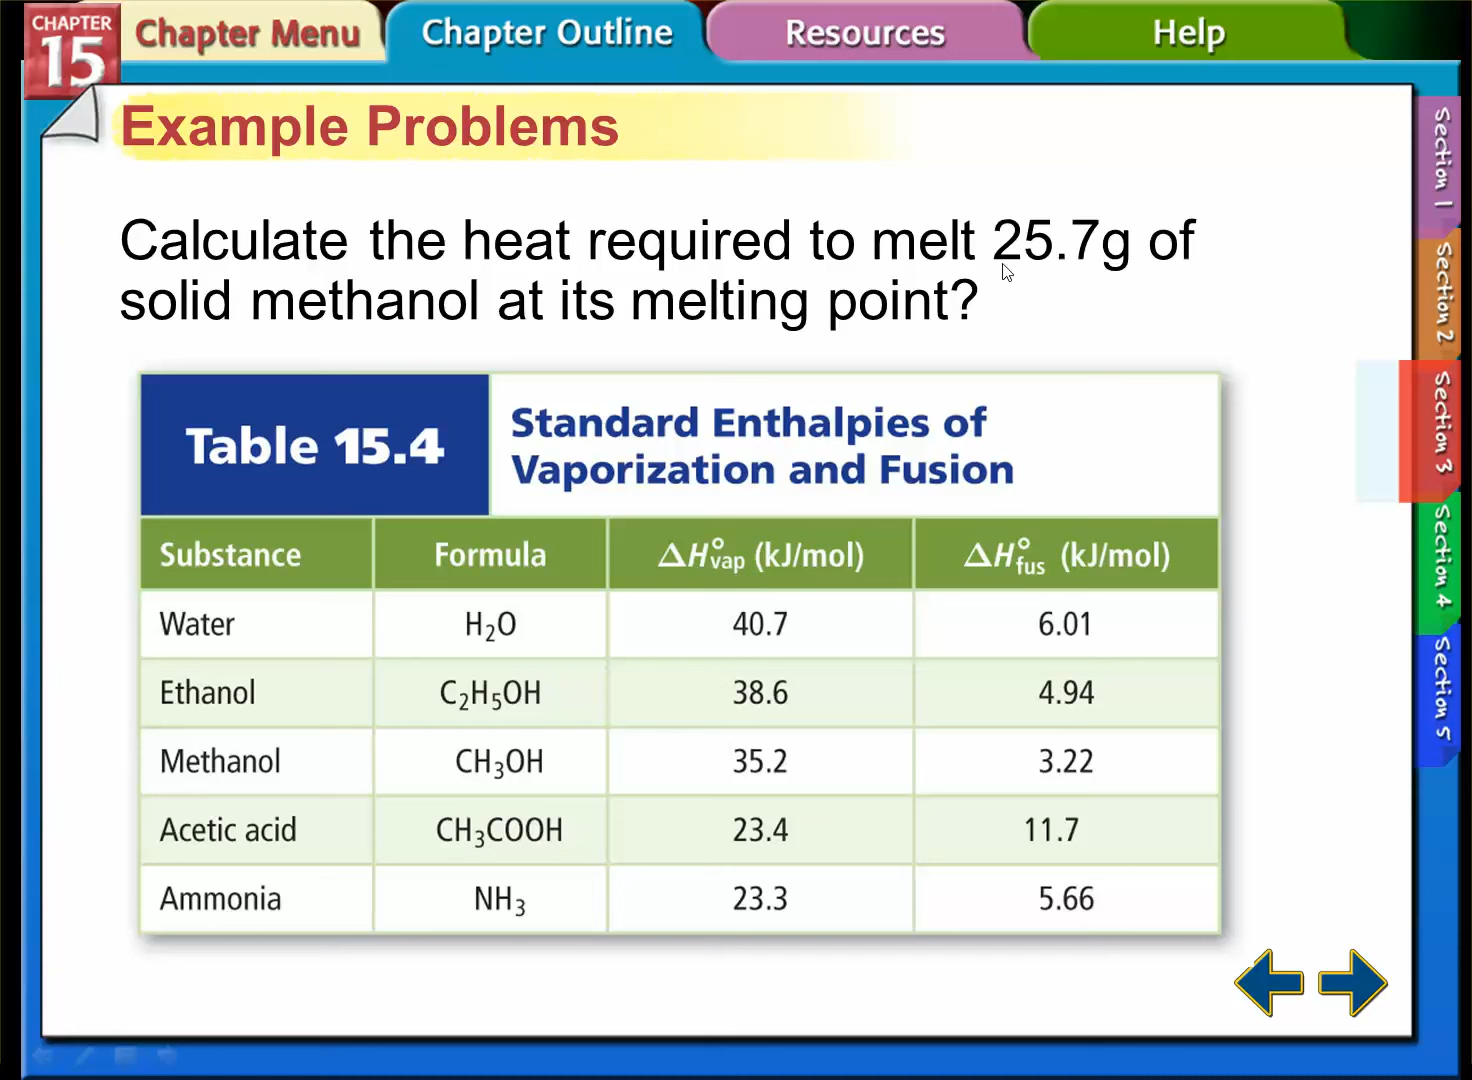 CHAPTER
15
Chapter Menu
Chapter Outline
Resources
Help
Example Problems
Calculate the heat required to melt 25.7g of
solid methanol at its melting point?
Table 15.4
Standard Enthalpies of
Vaporization and Fusion
Substance Formula ΔH°vap (kJ/mol) ΔH°fus (kJ/mol)
Water H₂O 40.7 6.01
Ethanol C₂H₅OH 38.6 4.94
Methanol CH₃OH 35.2 3.22
Acetic acid CH₃COOH 23.4 11.7
Ammonia NH₃ 23.3 5.66
Section 1
Section 2
Section 3
Section 4
Section 5